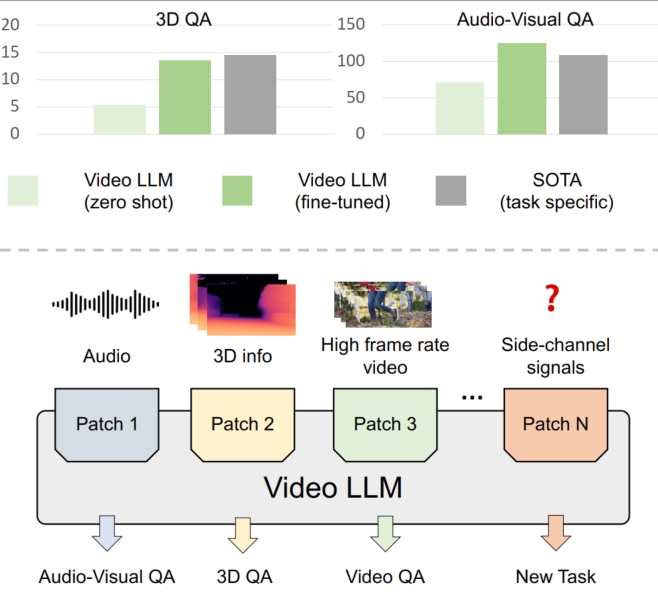 3D QA
20
15
10
5
0
Audio-Visual QA
150
100
50
0
Video LLM
(zero shot)
Video LLM
(fine-tuned)
SOTA
(task specific)
?
Audio
3D info
High frame rate
video
Side-channel
signals
Patch 1
Patch 2
Patch 3
...
Patch N
Video LLM
Audio-Visual QA
3D QA
Video QA
New Task